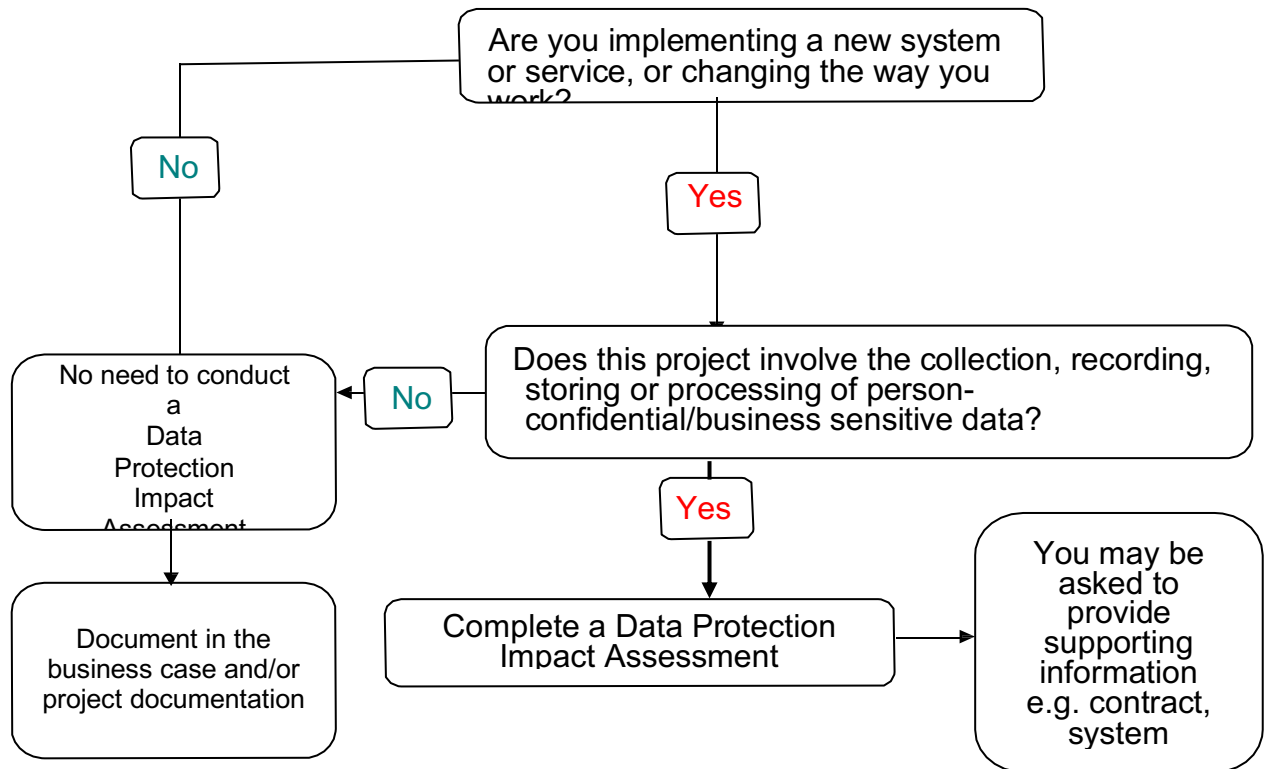 Are you implementing a new system
or service, or changing the way you
work?
No
Yes
Does this project involve the collection, recording,
storing or processing of person-
confidential/business sensitive data?
No
No need to conduct
a
Data
Protection
Impact
Assessment
Yes
You may be
asked to
provide
supporting
information
e.g. contract,
system
Complete a Data Protection
Impact Assessment
Document in the
business case and/or
project documentation